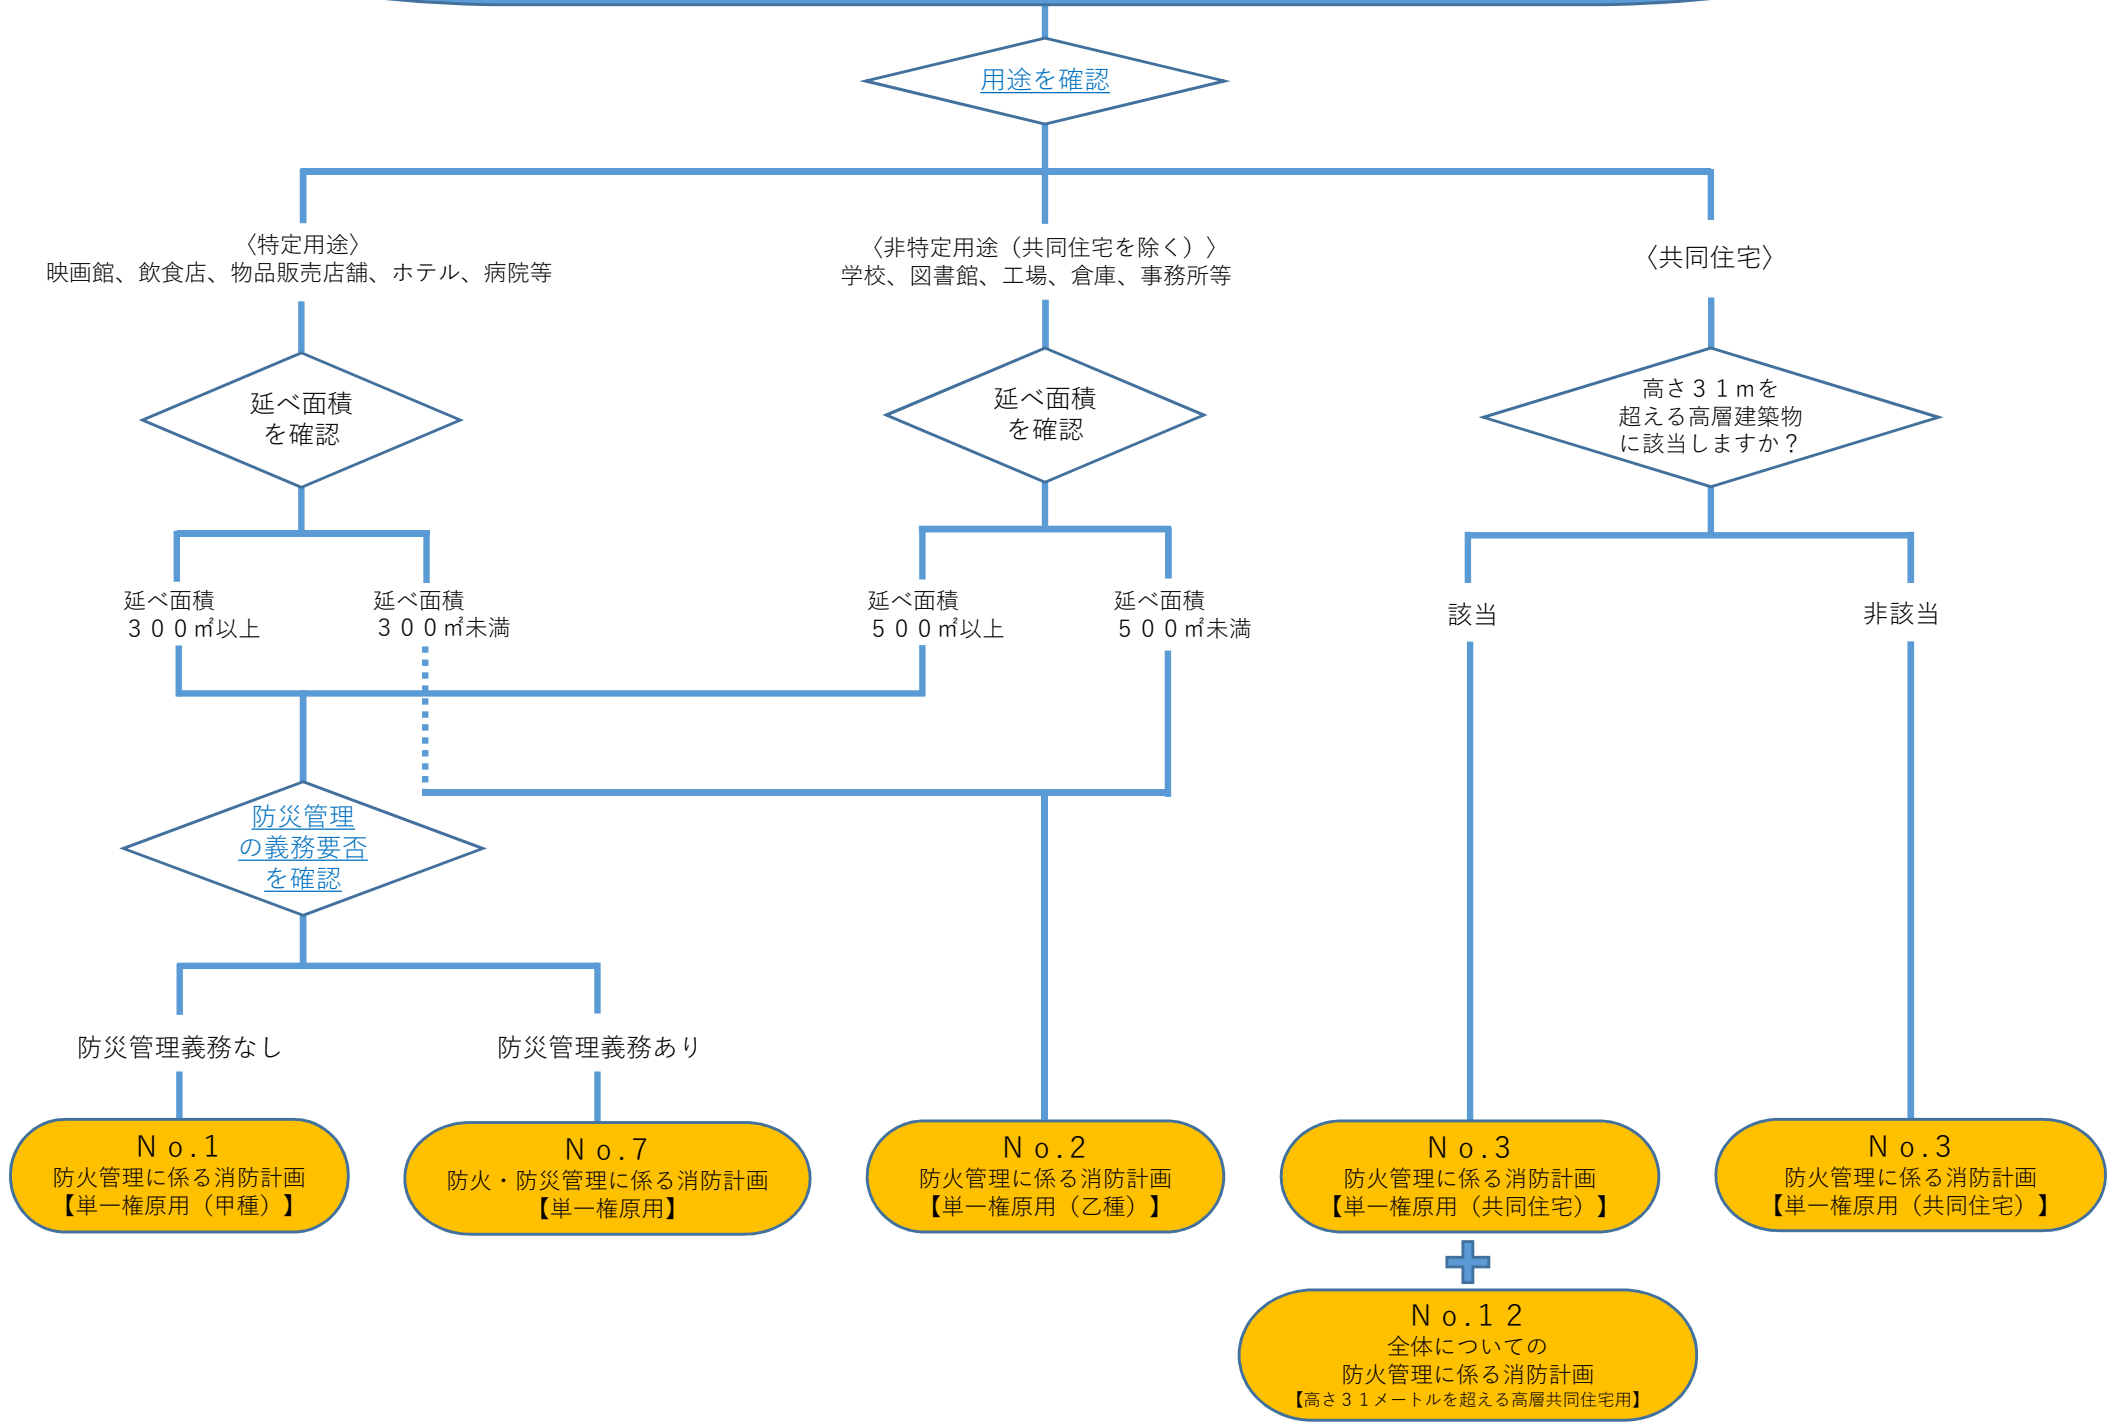 用途を確認
〈特定用途〉
映画館、飲食店、物品販売店舗、ホテル、病院等
〈非特定用途（共同住宅を除く）〉
学校、図書館、工場、倉庫、事務所等
〈共同住宅〉
延べ面積
を確認
延べ面積
を確認
高さ３１ｍを
超える高層建築物
に該当しますか？
延べ面積
３００㎡以上
延べ面積
３００㎡未満
延べ面積
５００㎡以上
延べ面積
５００㎡未満
該当
非該当
防災管理
の義務要否
を確認
防災管理義務なし
防災管理義務あり
Ｎｏ.１
防火管理に係る消防計画
【単一権原用（甲種）】
Ｎｏ.７
防火・防災管理に係る消防計画
【単一権原用】
Ｎｏ.２
防火管理に係る消防計画
【単一権原用（乙種）】
Ｎｏ.３
防火管理に係る消防計画
【単一権原用（共同住宅）】
Ｎｏ.３
防火管理に係る消防計画
【単一権原用（共同住宅）】
Ｎｏ.１２
全体についての
防火管理に係る消防計画
【高さ３１メートルを超える高層共同住宅用】